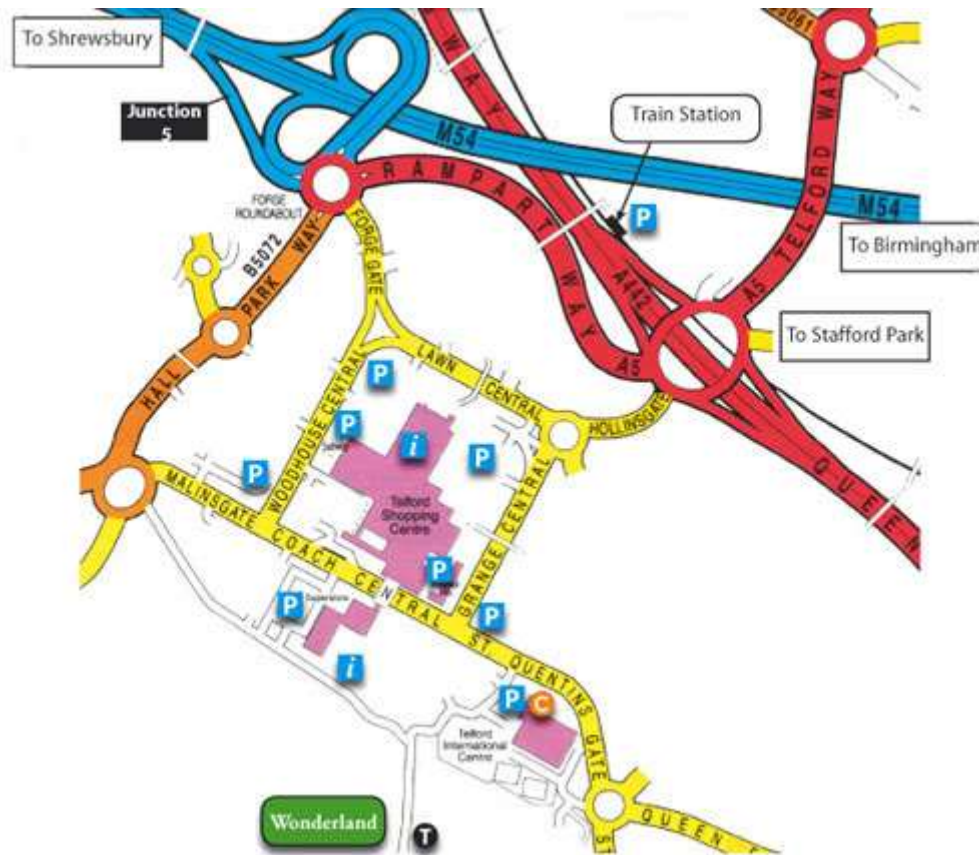 To Shrewsbury
WAY
TELFORD WAY
Junction
5
Train Station
M54
M54
RAMPART WAY
P
FORGE
ROUNDABOUT
FORGE GATE
B5072
HALL PARK WAY
To Birmingham
A5
A442
To Stafford Park
A5
LAWN CENTRAL
P
HOLLINSGATE
P
i
P
P
WOODHOUSE CENTRAL
QUEEN
MALINSGATE
Telford
Shopping
Centre
GRANGE CENTRAL
COACH CENTRAL
P
P
P
Superstore
ST. QUENTINS GATE
i
P
C
Telford
International
Centre
Wonderland
T
QUEEN
ST